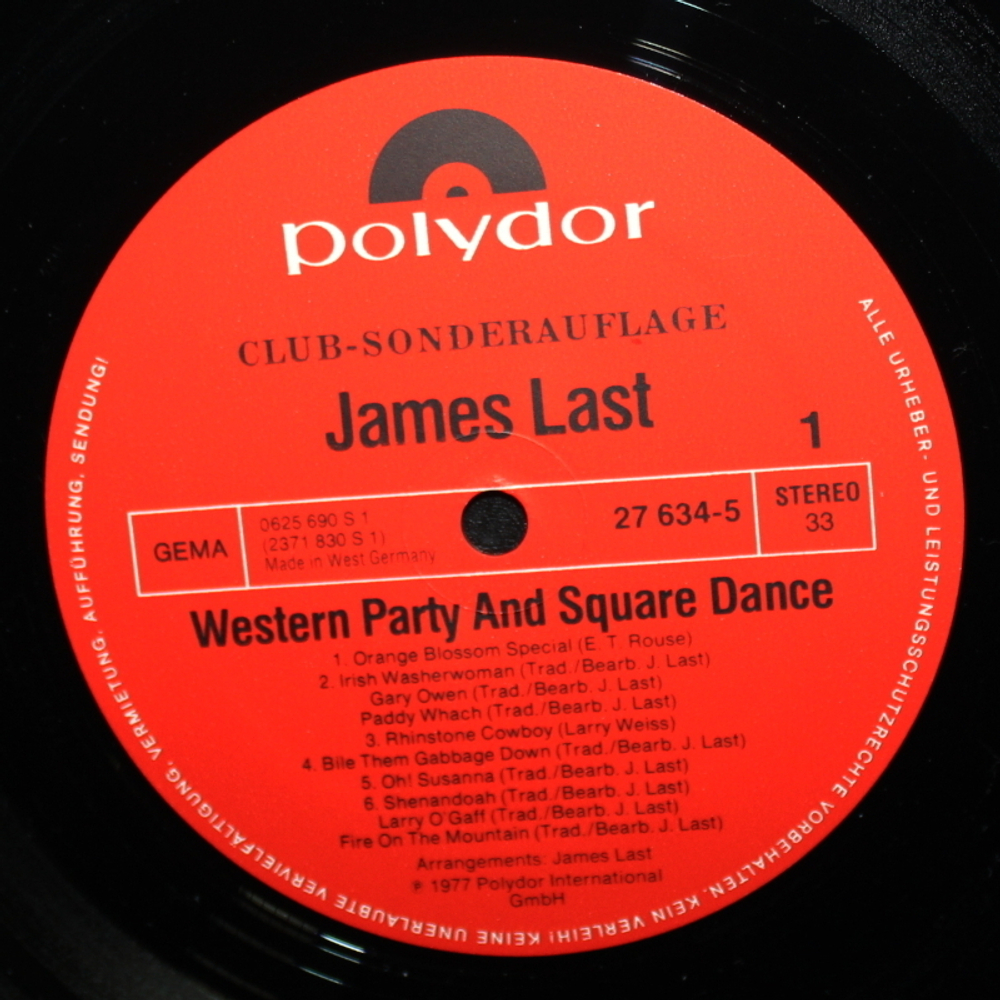 polydor
CLUB-SONDERAUFLAGE
James Last
1
GEMA
0625 690 S 1
(2371 830 S 1)
Made in West Germany
27 634-5
STEREO
33
Western Party And Square Dance
1. Orange Blossom Special (E. T. Rouse)
2. Irish Washerwoman (Trad./Bearb. J. Last)
Gary Owen (Trad./Bearb. J. Last)
Paddy Whach (Trad./Bearb. J. Last)
3. Rhinstone Cowboy (Larry Weiss)
4. Bile Them Gabbage Down (Trad./Bearb. J. Last)
5. Oh! Susanna (Trad./Bearb. J. Last)
6. Shenandoah (Trad./Bearb. J. Last)
Larry O'Gaff (Trad./Bearb. J. Last)
Fire On The Mountain (Trad./Bearb. J. Last)
Arrangements: James Last
℗ 1977 Polydor International
GmbH
ALLE URHEBER- UND LEISTUNGSSCHUTZRECHTE VORBEHALTEN. KEIN VERLEIH! KEINE UNERLAUBTE VERVIELFÄLTIGUNG, VERMIETUNG, AUFFÜHRUNG, SENDUNG!